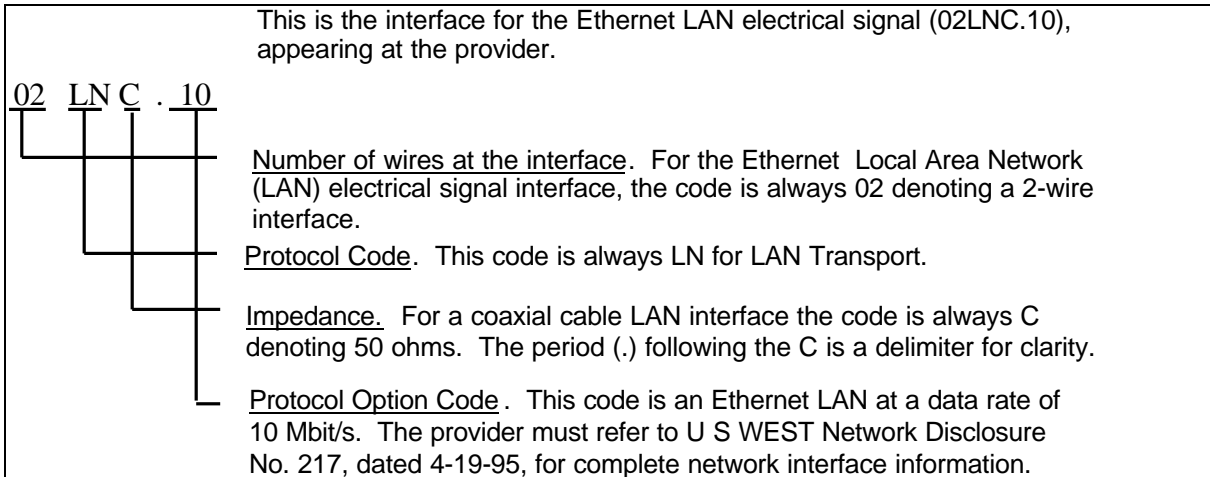 This is the interface for the Ethernet LAN electrical signal (02LNC.10),
appearing at the provider.
02 LN C . 10
Number of wires at the interface. For the Ethernet Local Area Network
(LAN) electrical signal interface, the code is always 02 denoting a 2-wire
interface.
Protocol Code. This code is always LN for LAN Transport.
Impedance. For a coaxial cable LAN interface the code is always C
denoting 50 ohms. The period (.) following the C is a delimiter for clarity.
Protocol Option Code. This code is an Ethernet LAN at a data rate of
10 Mbit/s. The provider must refer to U S WEST Network Disclosure
No. 217, dated 4-19-95, for complete network interface information.